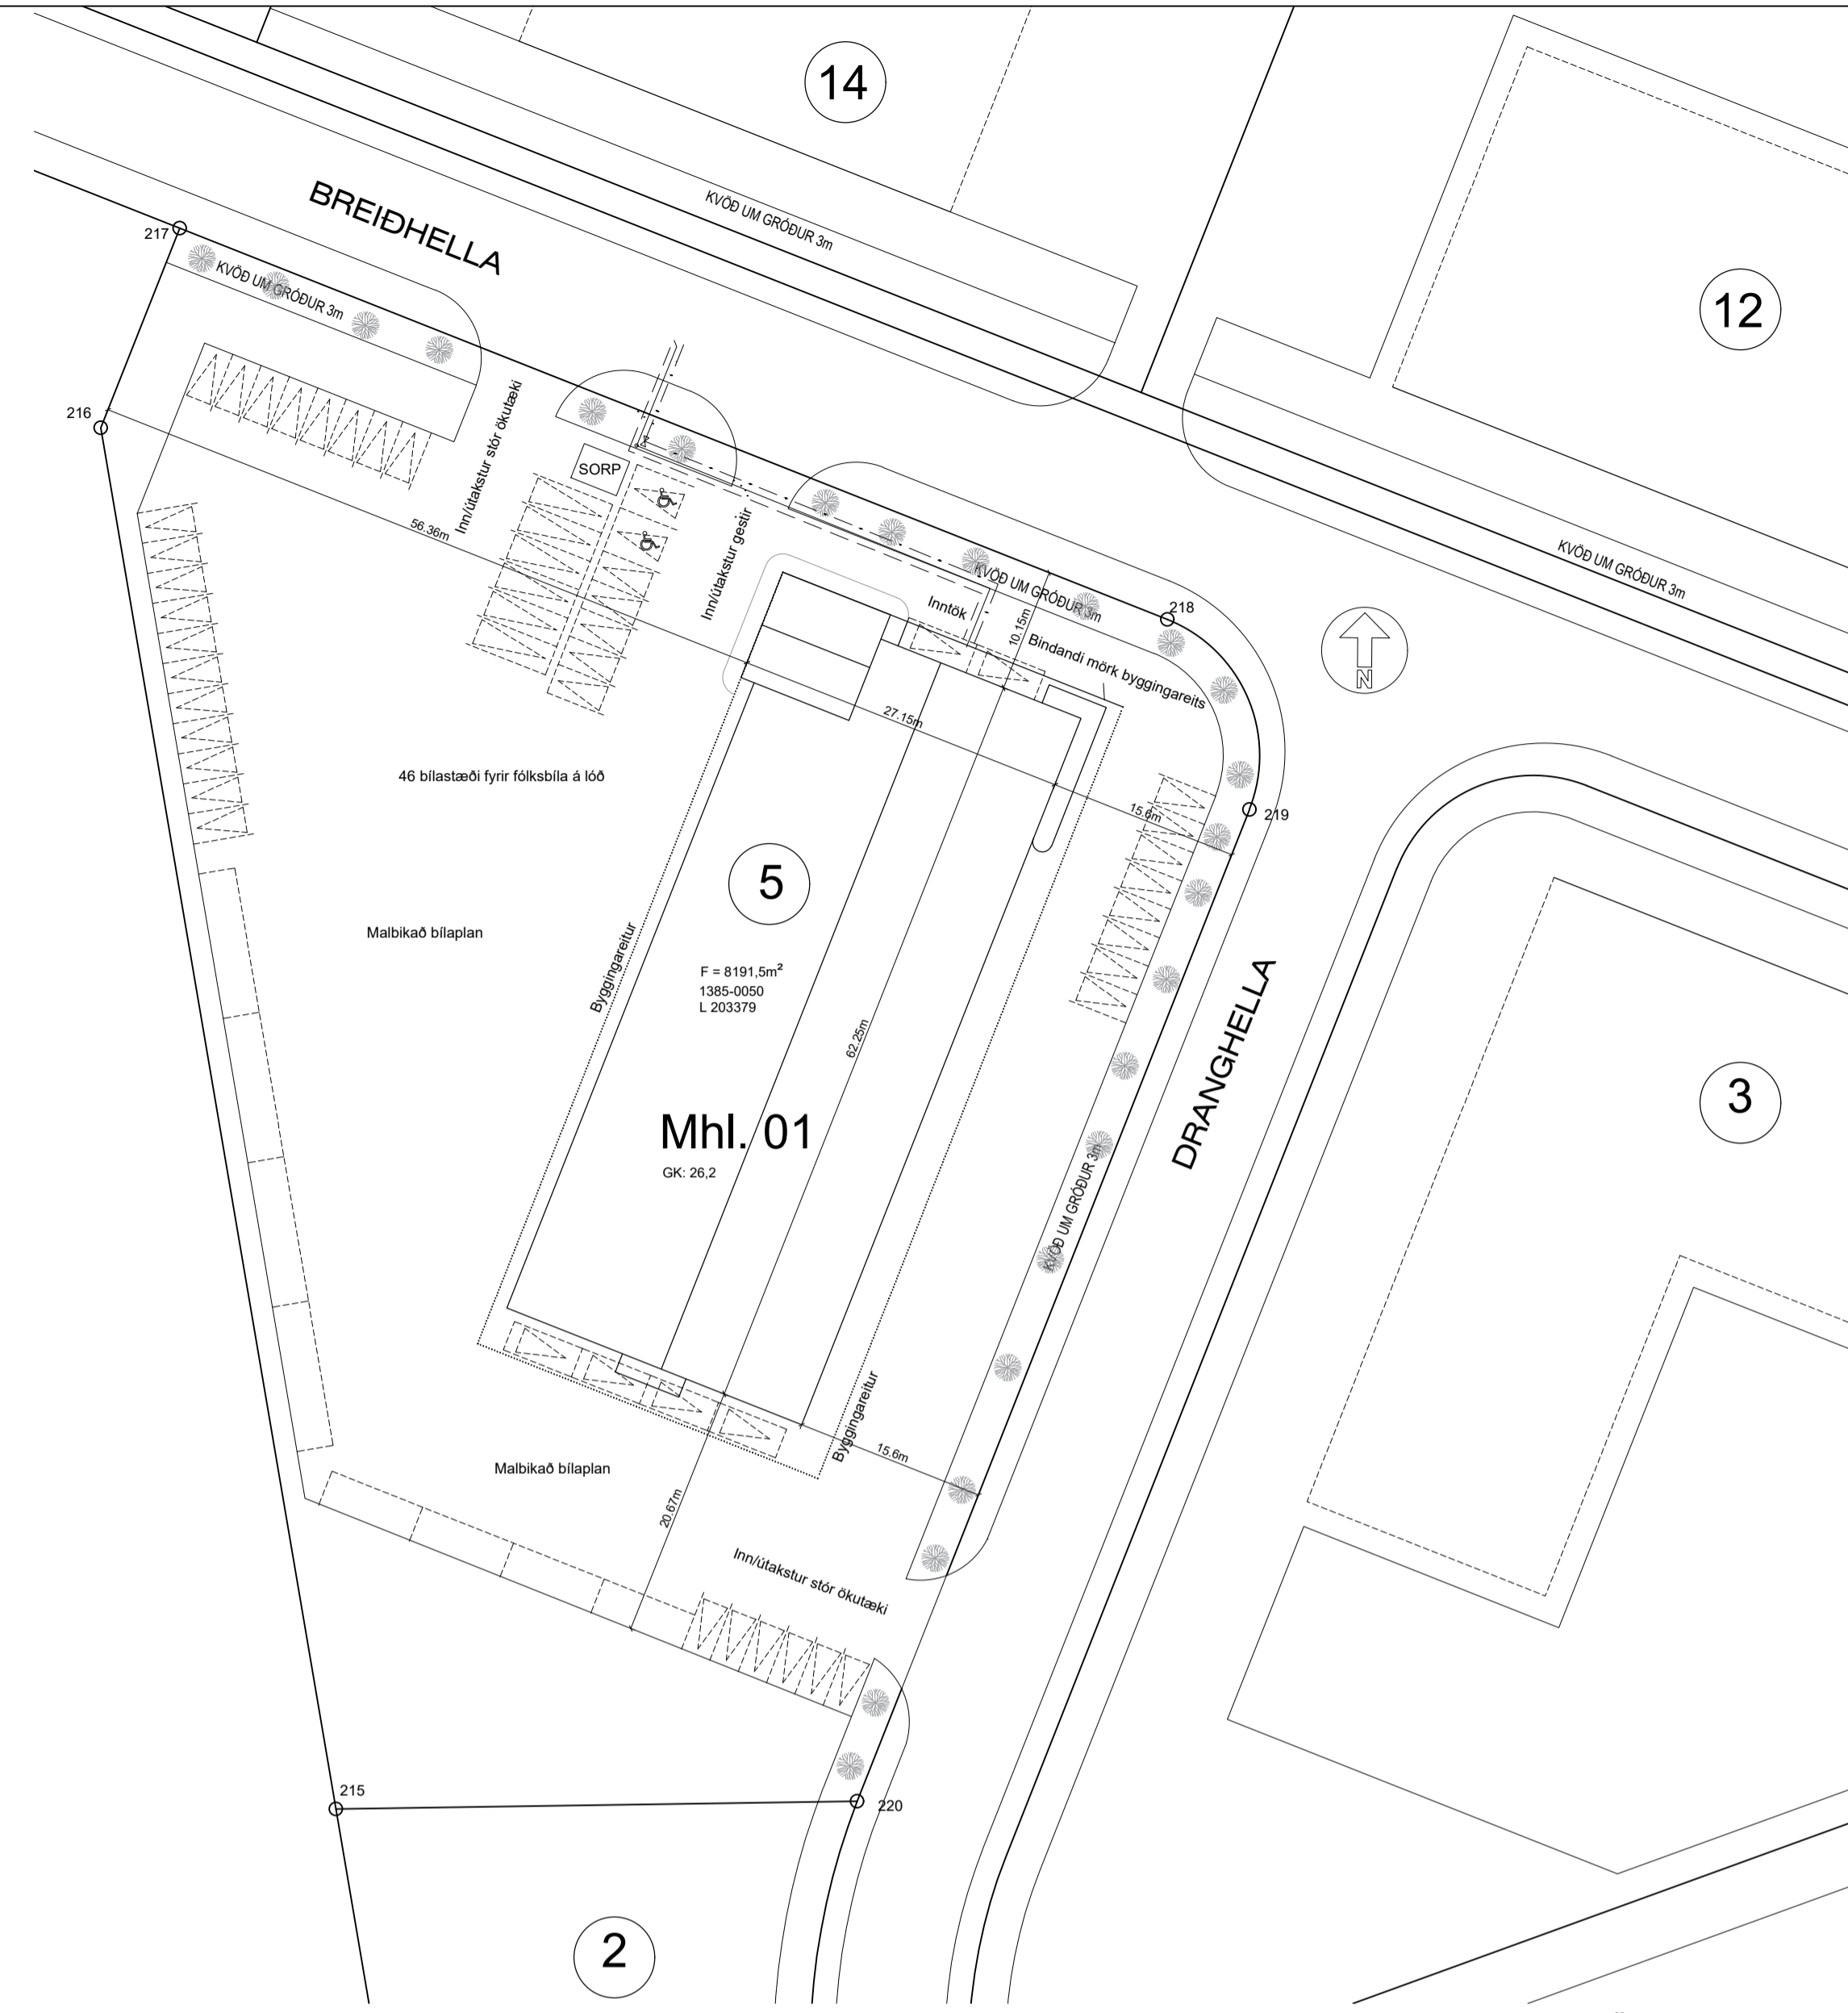 14
BREIÐHELLA
KVÖÐ UM GRÓÐUR 3m
217
KVÖÐ UM GRÓÐUR 3m
12
216
Inn/útakstur stór ökutæki
SORP
56.36m
Inn/útakstur gestir
KVÖÐ UM GRÓÐUR 3m
KVÖÐ UM GRÓÐUR 3m
Inntök
218
10.15m
Bindandi mörk byggingareits
N
27.15m
46 bílastæði fyrir fólksbíla á lóð
15.6m
219
5
Malbikað bílaplan
Byggingareitur
F = 8191,5m²
1385-0050
L 203379
62.25m
DRANGHELLA
3
Mhl. 01
GK: 26,2
KVÖÐ UM GRÓÐUR 3m
Byggingareitur
15.6m
Malbikað bílaplan
20.67m
Inn/útakstur stór ökutæki
215
220
2